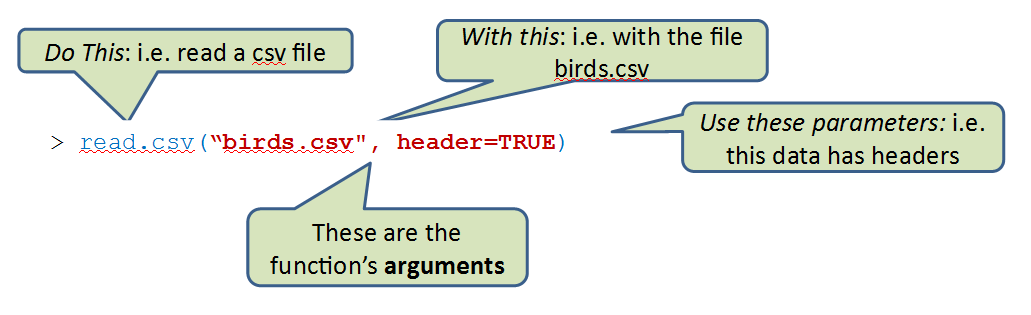 Do This: i.e. read a csv file
With this: i.e. with the file
birds.csv
> read.csv(“birds.csv", header=TRUE)
Use these parameters: i.e.
this data has headers
These are the
function’s arguments